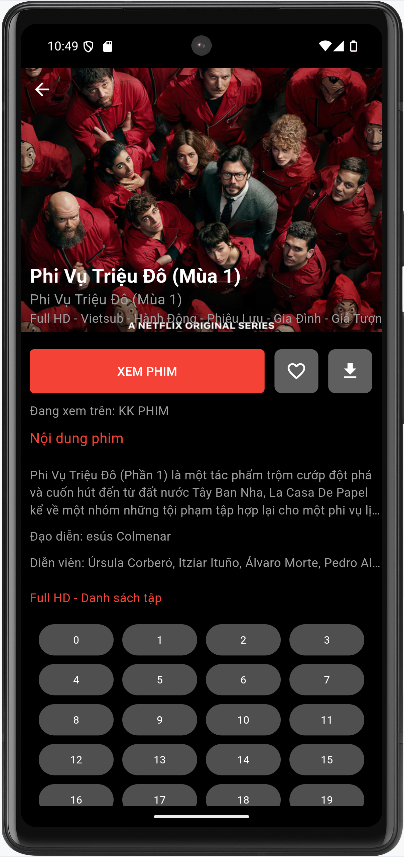 10:49
Phi Vụ Triệu Đô (Mùa 1)
Phi Vụ Triệu Đô (Mùa 1)
Full HD - Vietsub - Hành Động - Phiêu Lưu - Gia Đình - Giả Tượn
A NETFLIX ORIGINAL SERIES
XEM PHIM
Đang xem trên: KK PHIM
Nội dung phim
Phi Vụ Triệu Đô (Phần 1) là một tác phẩm trộm cướp đột phá
và cuốn hút đến từ đất nước Tây Ban Nha, La Casa De Papel
kể về một nhóm những tội phạm tập hợp lại cho một phi vụ lị...
Đạo diễn: esús Colmenar
Diễn viên: Úrsula Corberó, Itziar Ituño, Álvaro Morte, Pedro Al...
Full HD - Danh sách tập
0 1 2 3
4 5 6 7
8 9 10 11
12 13 14 15
16 17 18 19